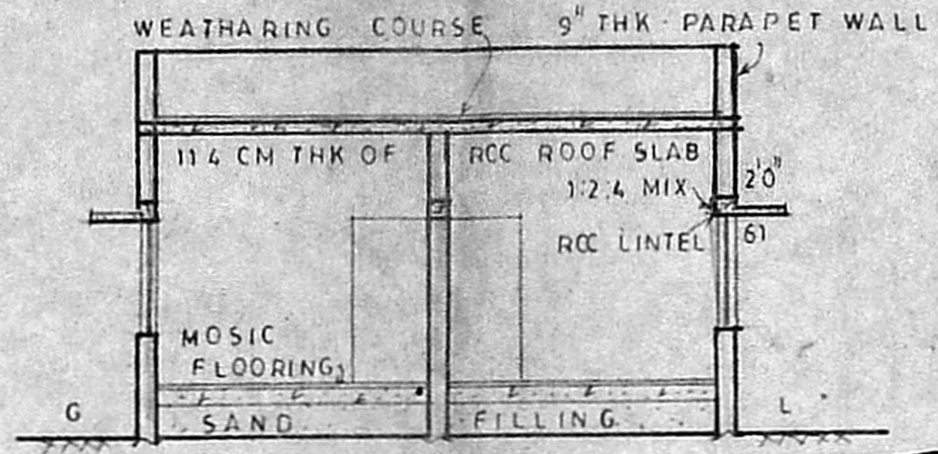 WEATHARING COURSE 9" THK. PARAPET WALL
11.4 CM THK OF RCC ROOF SLAB
1:2:4 MIX
2'0"
RCC LINTEL
61
MOSIC
FLOORING
G L
SAND FILLING